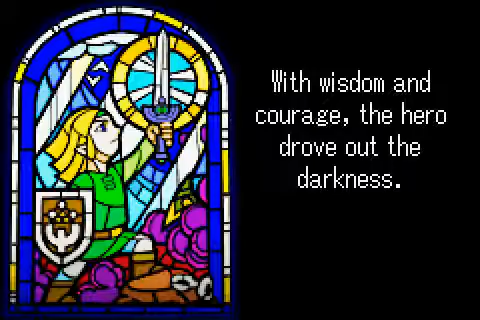 With wisdom and
courage, the hero
drove out the
darkness.